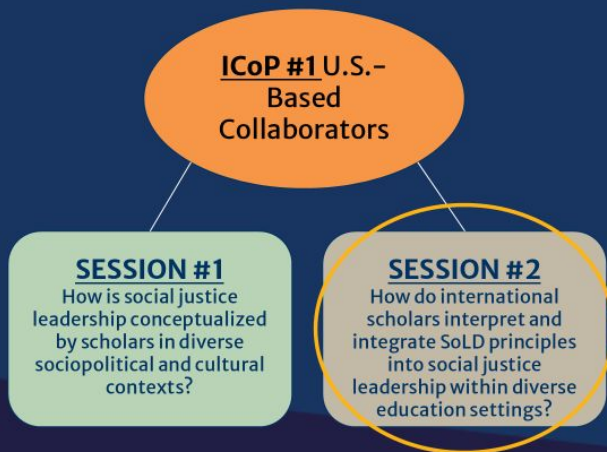 ICoP #1 U.S.-
Based
Collaborators
SESSION #1
How is social justice
leadership conceptualized
by scholars in diverse
sociopolitical and cultural
contexts?
SESSION #2
How do international
scholars interpret and
integrate SoLD principles
into social justice
leadership within diverse
education settings?